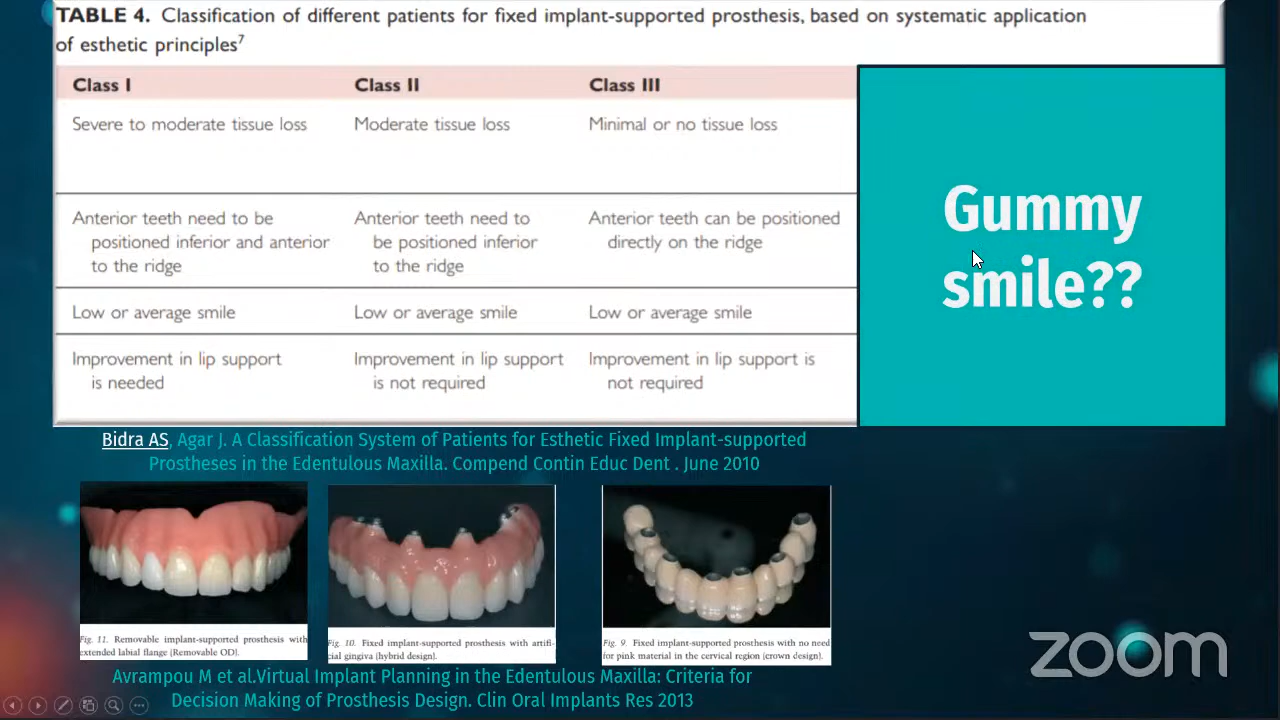 TABLE 4. Classification of different patients for fixed implant-supported prosthesis, based on systematic application
of esthetic principles7
Class I
Class II
Class III
Severe to moderate tissue loss
Moderate tissue loss
Minimal or no tissue loss
Anterior teeth need to be
positioned inferior and anterior
to the ridge
Anterior teeth need to
be positioned inferior
to the ridge
Anterior teeth can be positioned
directly on the ridge
Low or average smile
Low or average smile
Low or average smile
Improvement in lip support
is needed
Improvement in lip support
is not required
Improvement in lip support is
not required
Gummy
smile??
Bidra AS, Agar J. A Classification System of Patients for Esthetic Fixed Implant-supported
Prostheses in the Edentulous Maxilla. Compend Contin Educ Dent . June 2010
Fig. 11. Removable implant-supported prosthesis with
extended labial flange (Removable OD).
Fig. 10. Fixed implant-supported prosthesis with artifi-
cial gingiva (hybrid design).
Fig. 9. Fixed implant-supported prosthesis with no need
for pink material in the cervical region (crown design).
Avrampou M et al.Virtual Implant Planning in the Edentulous Maxilla: Criteria for
Decision Making of Prosthesis Design. Clin Oral Implants Res 2013
zoom